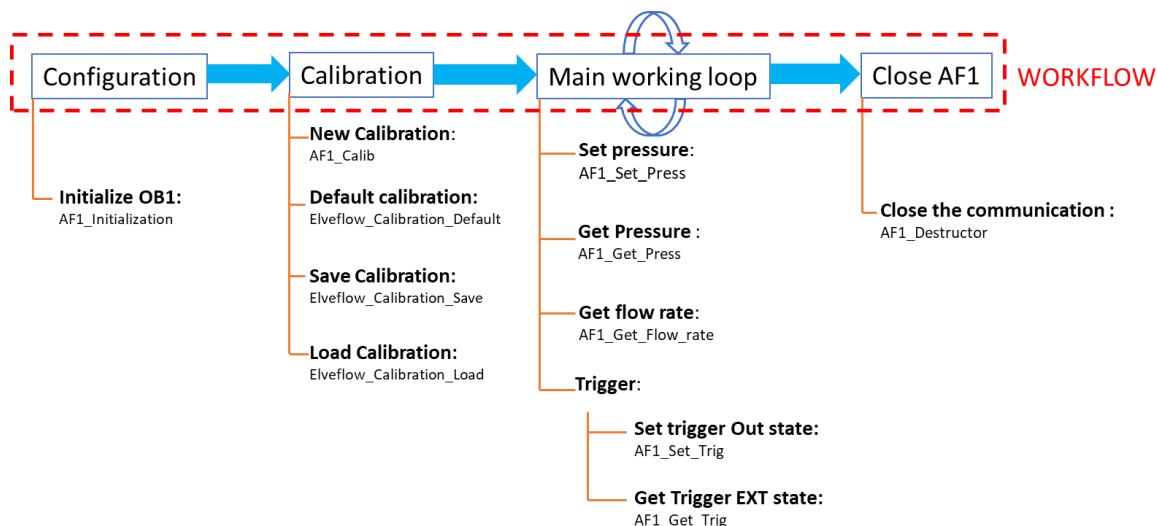 Configuration
Calibration
Main working loop
Close AF1
WORKFLOW
Initialize OB1:
AF1_Initialization
New Calibration:
AF1_Calib
Default calibration:
Elveflow_Calibration_Default
Save Calibration:
Elveflow_Calibration_Save
Load Calibration:
Elveflow_Calibration_Load
Set pressure:
AF1_Set_Press
Get Pressure :
AF1_Get_Press
Get flow rate:
AF1_Get_Flow_rate
Trigger:
Set trigger Out state:
AF1_Set_Trig
Get Trigger EXT state:
AF1_Get_Trig
Close the communication :
AF1_Destructor